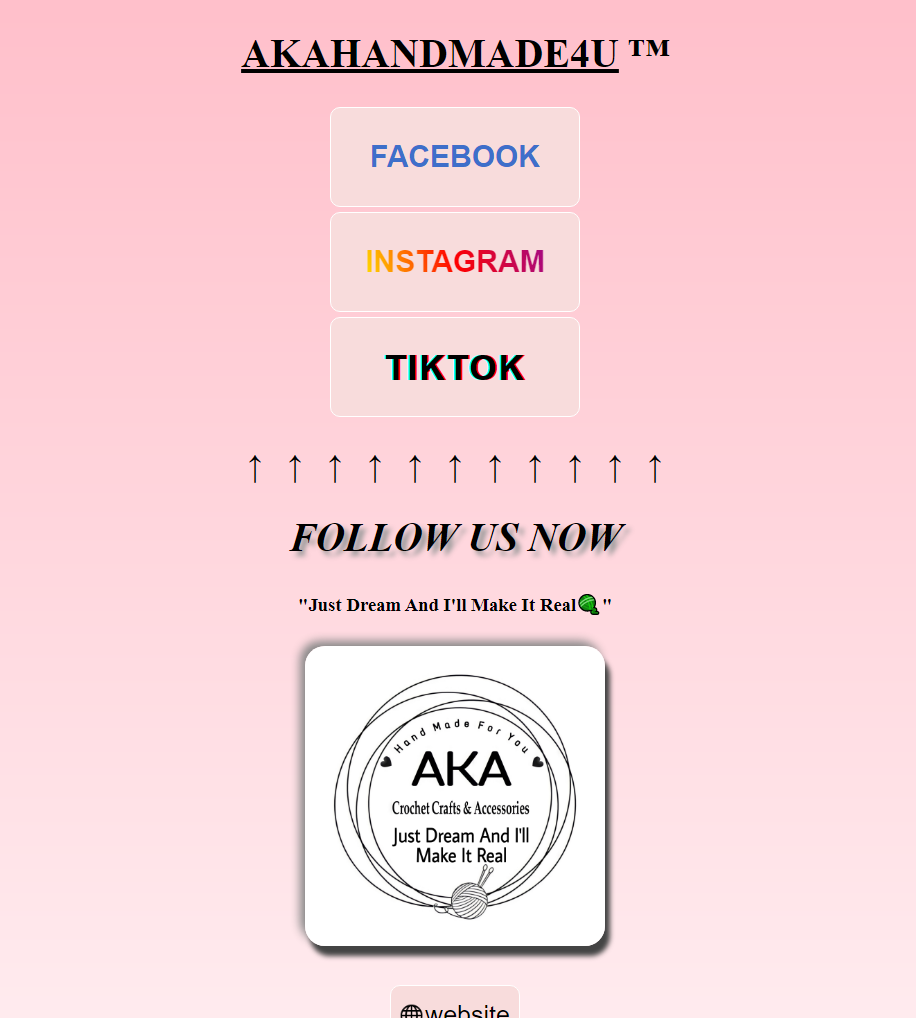 AKAHANDMADE4U ™
FACEBOOK
INSTAGRAM
TIKTOK
↑ ↑ ↑ ↑ ↑ ↑ ↑ ↑ ↑ ↑ ↑
FOLLOW US NOW
"Just Dream And I'll Make It Real🧶"
Hand Made For You
AKA
Crochet Crafts & Accessories
Just Dream And I'll
Make It Real
website